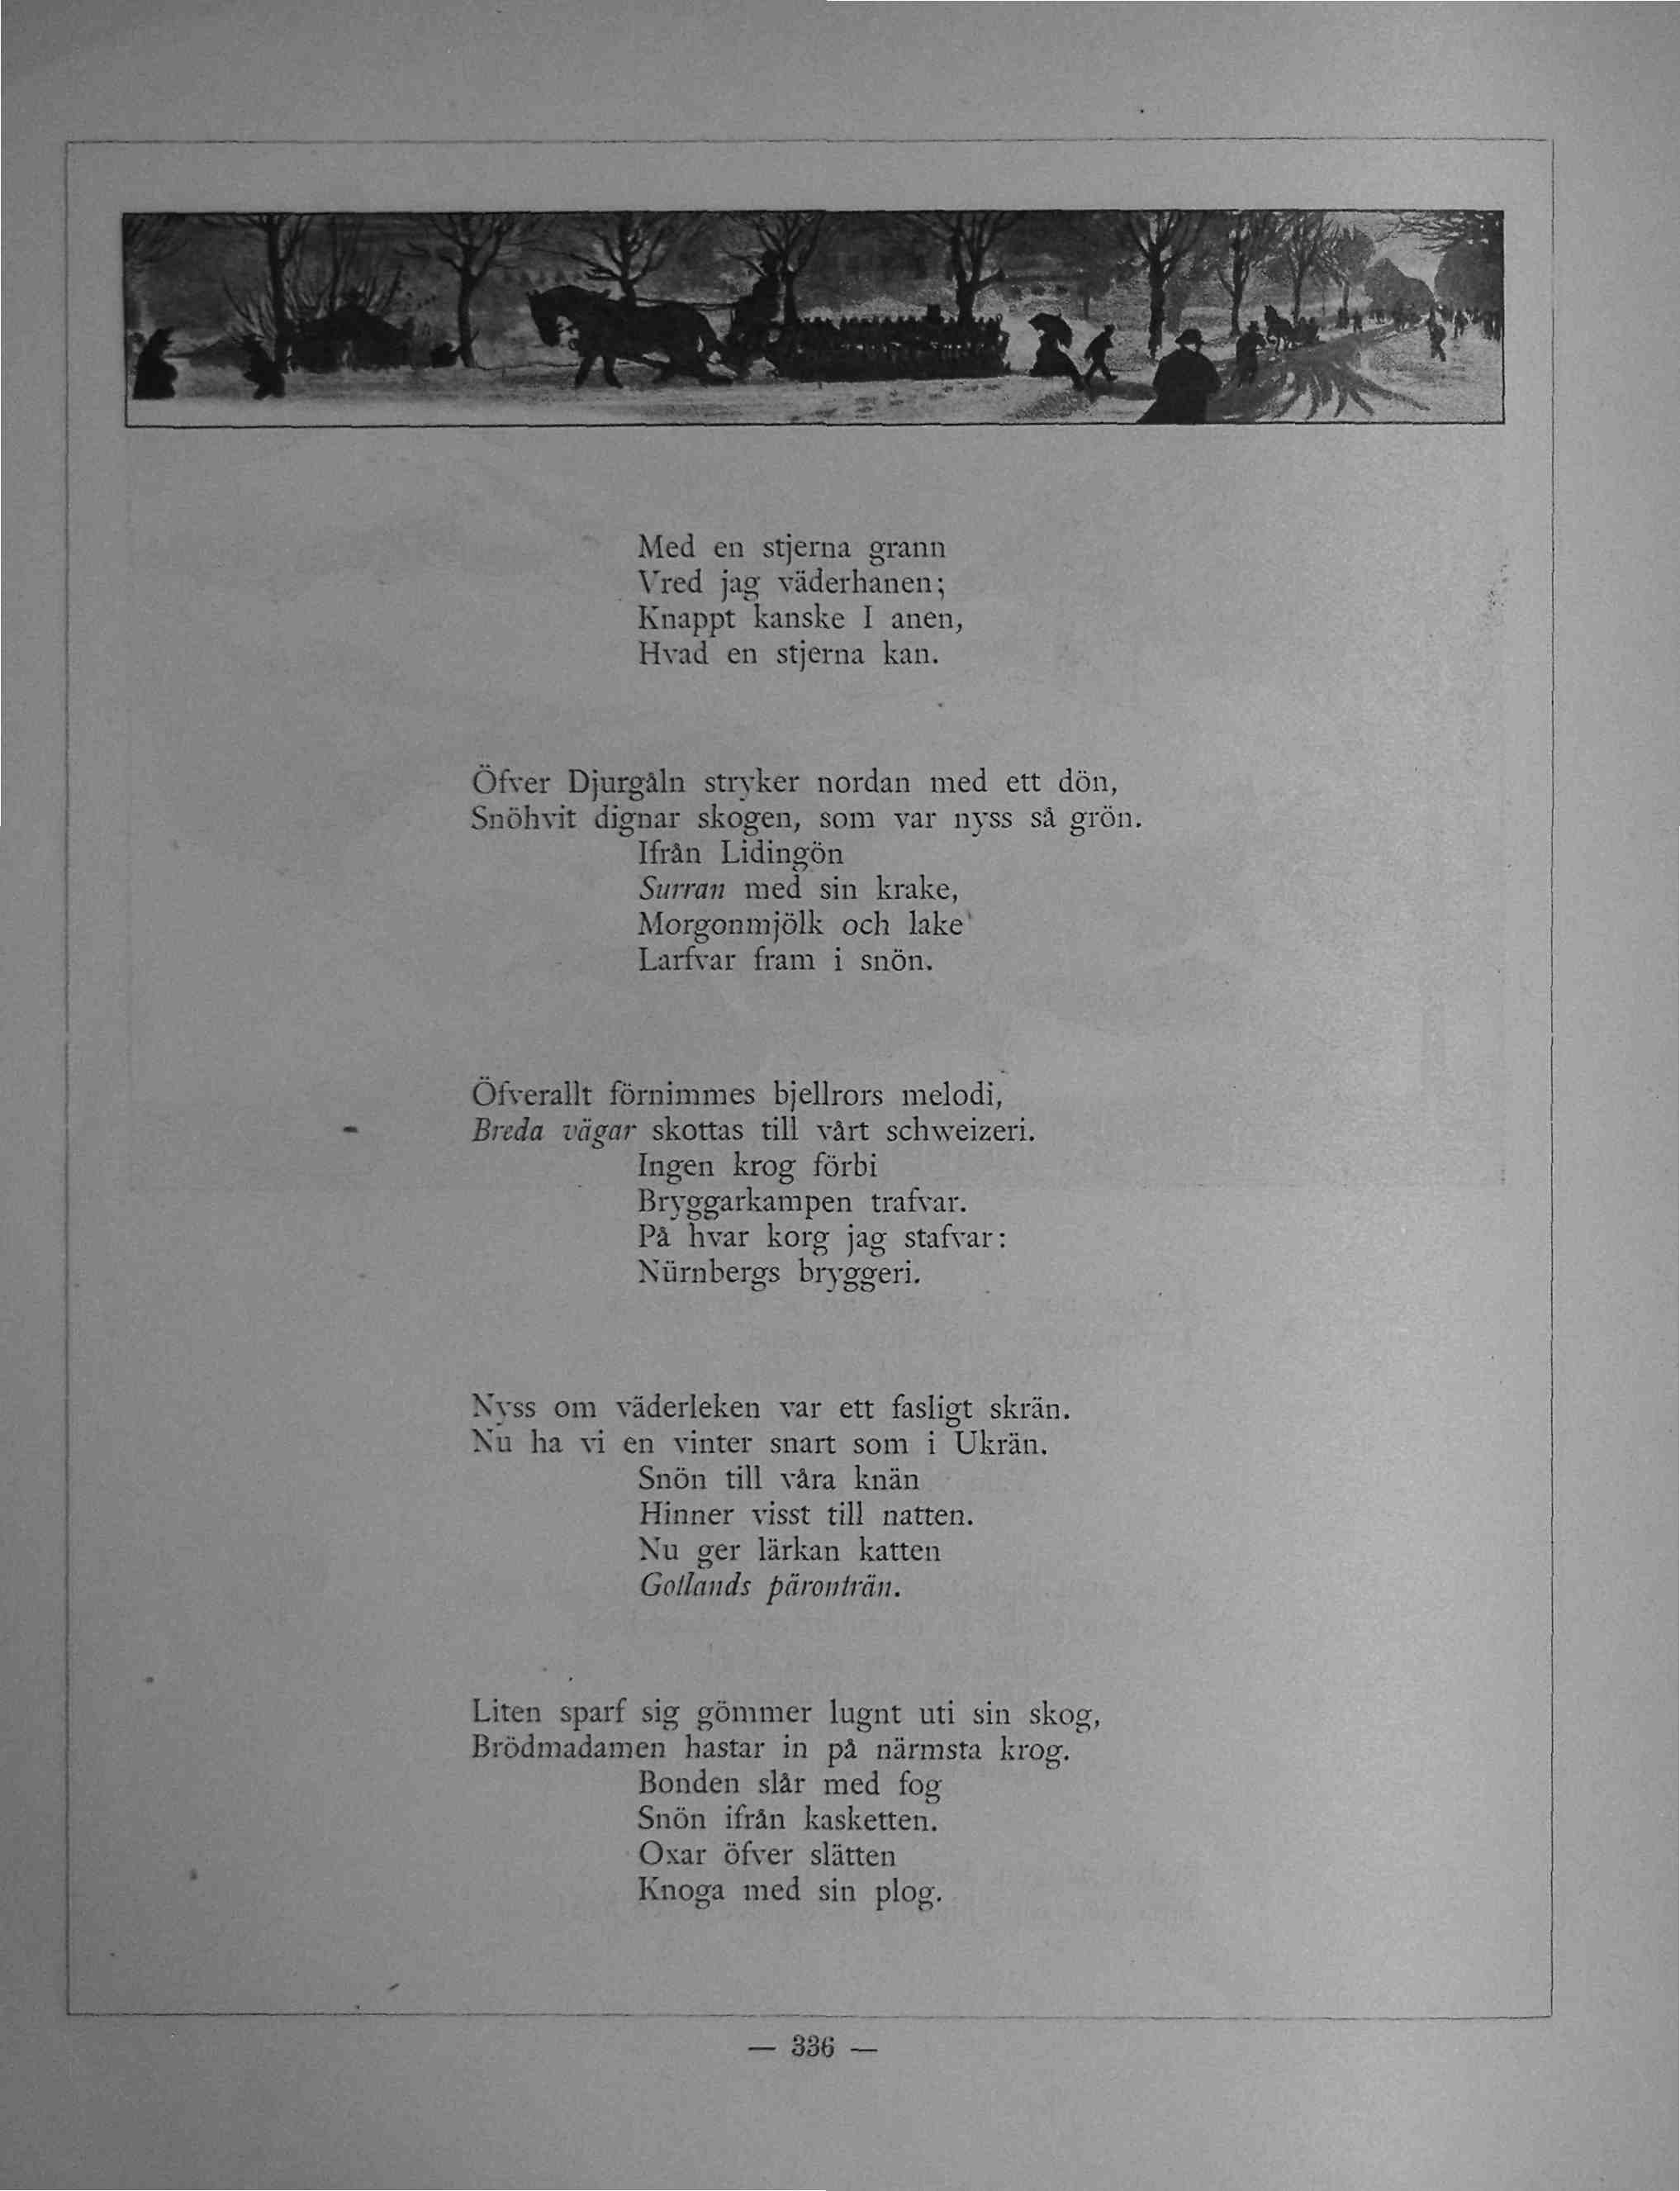 Med en stjerna grann
Vred jag väderhanen;
Knappt kanske I anen,
Hvad en stjerna kan.
Öfver Djurgåln stryker nordan med ett dön,
Snöhvit dignar skogen, som var nyss så grön.
Ifrån Lidingön
Surran med sin krake,
Morgonmjölk och lake
Larfvar fram i snön.
Öfverallt förnimmes bjellrors melodi,
Breda vägar skottas till vårt schweizeri.
Ingen krog förbi
Bryggarkampen trafvar.
På hvar korg jag stafvar:
Nürnbergs bryggeri.
Nyss om väderleken var ett fasligt skrän.
Nu ha vi en vinter snart som i Ukrän.
Snön till våra knän
Hinner visst till natten.
Nu ger lärkan katten
Gotlands päronträn.
Liten sparf sig gömmer lugnt uti sin skog,
Brödmadamen hastar in på närmsta krog.
Bonden slår med fog
Snön ifrån kasketten.
Oxar öfver slätten
Knoga med sin plog.
— 336 —